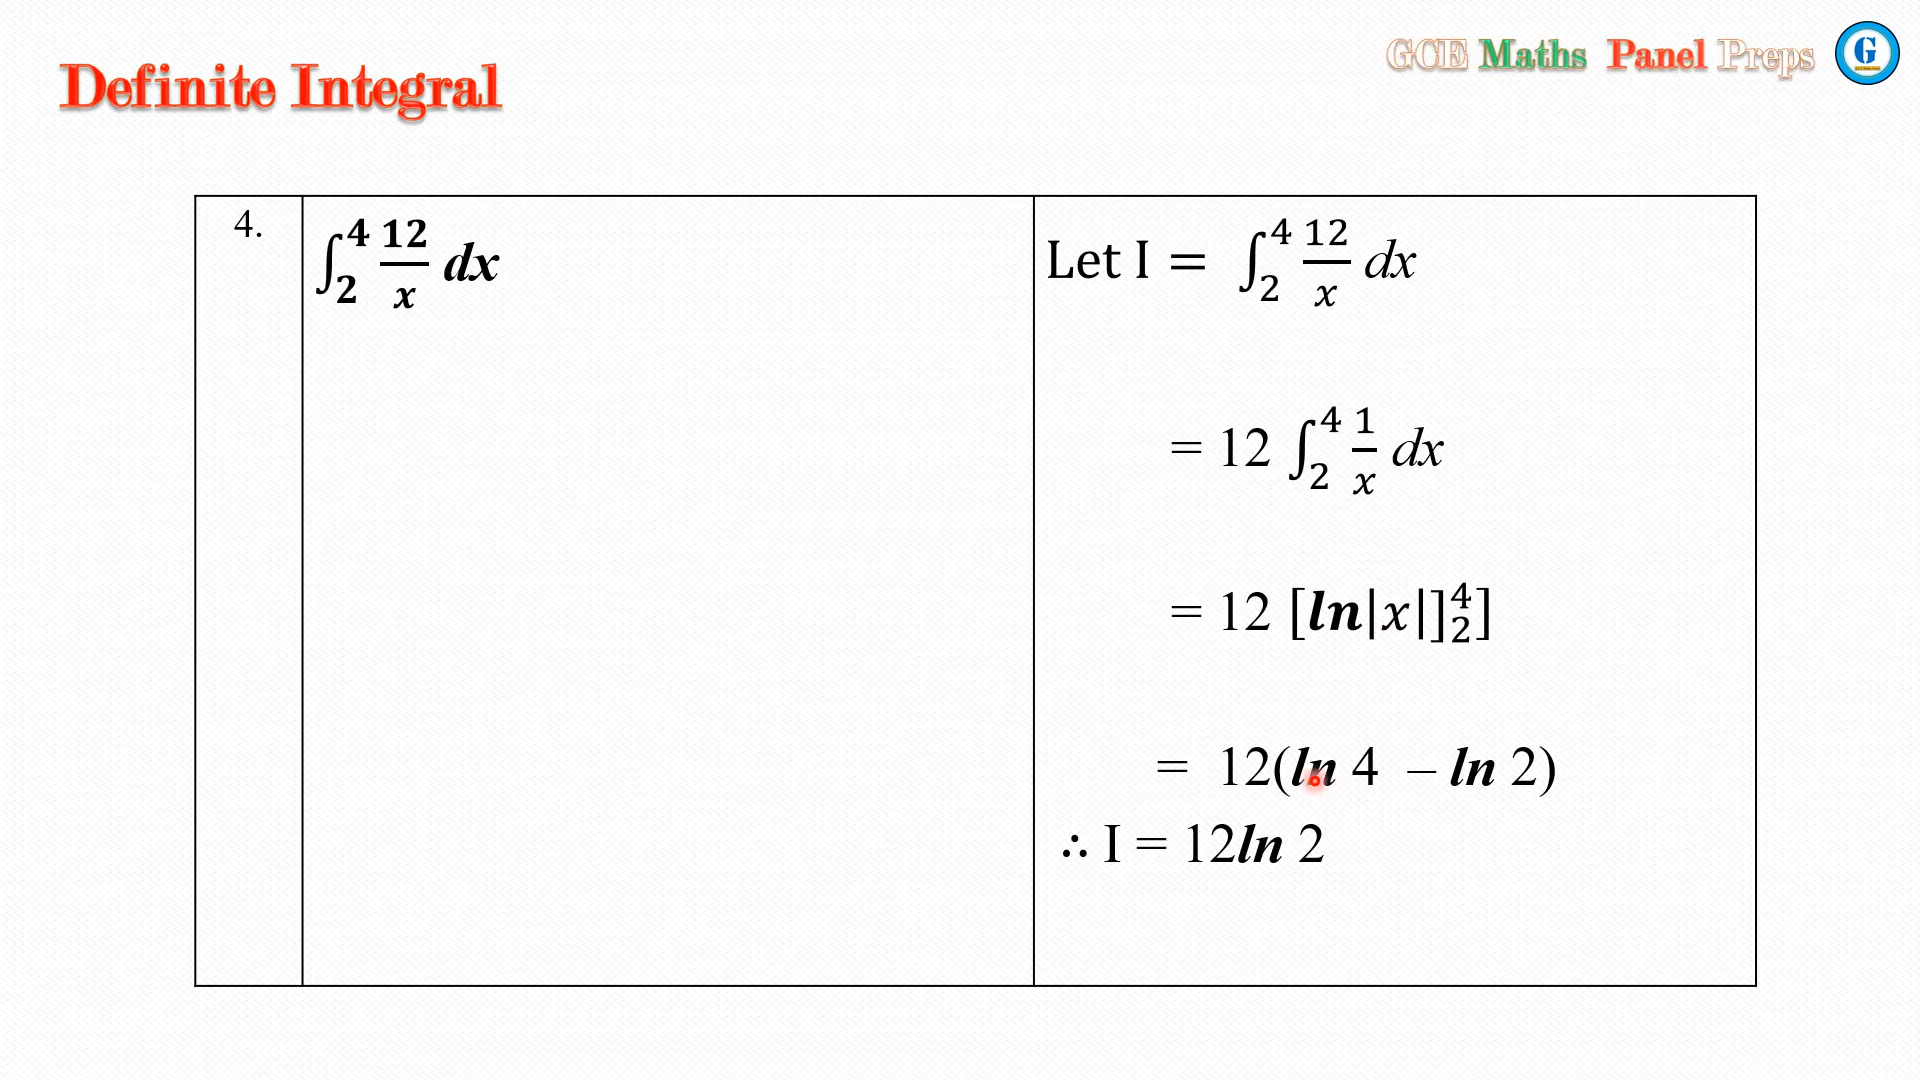 GCE Maths Panel Preps
G
Definite Integral
4.
∫₂⁴ 12/x dx
Let I = ∫₂⁴ 12/x dx
= 12 ∫₂⁴ 1/x dx
= 12 [ln|x|]₂⁴]
= 12(ln 4 – ln 2)
∴ I = 12ln 2